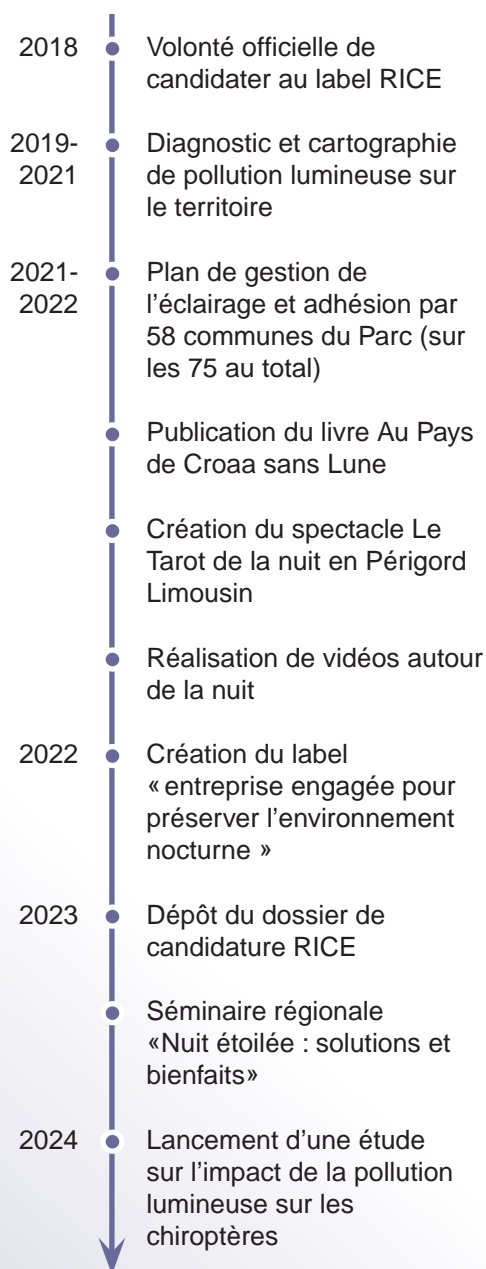 2018
Volonté officielle de
candidater au label RICE
2019-
2021
Diagnostic et cartographie
de pollution lumineuse sur
le territoire
2021-
2022
Plan de gestion de
l'éclairage et adhésion par
58 communes du Parc (sur
les 75 au total)
Publication du livre Au Pays
de Croaa sans Lune
Création du spectacle Le
Tarot de la nuit en Périgord
Limousin
Réalisation de vidéos autour
de la nuit
2022
Création du label
« entreprise engagée pour
préserver l'environnement
nocturne »
2023
Dépôt du dossier de
candidature RICE
Séminaire régionale
«Nuit étoilée : solutions et
bienfaits»
2024
Lancement d'une étude
sur l'impact de la pollution
lumineuse sur les
chiroptères